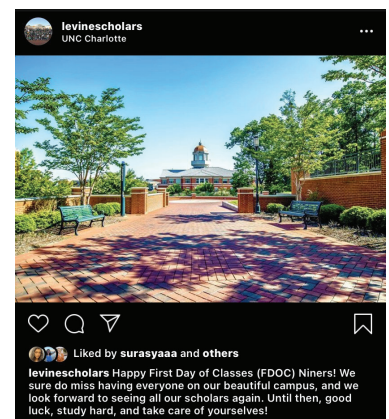 levinescholars
UNC Charlotte
Liked by surasyaaa and others
levinescholars Happy First Day of Classes (FDOC) Niners! We
sure do miss having everyone on our beautiful campus, and we
look forward to seeing all our scholars again. Until then, good
luck, study hard, and take care of yourselves!